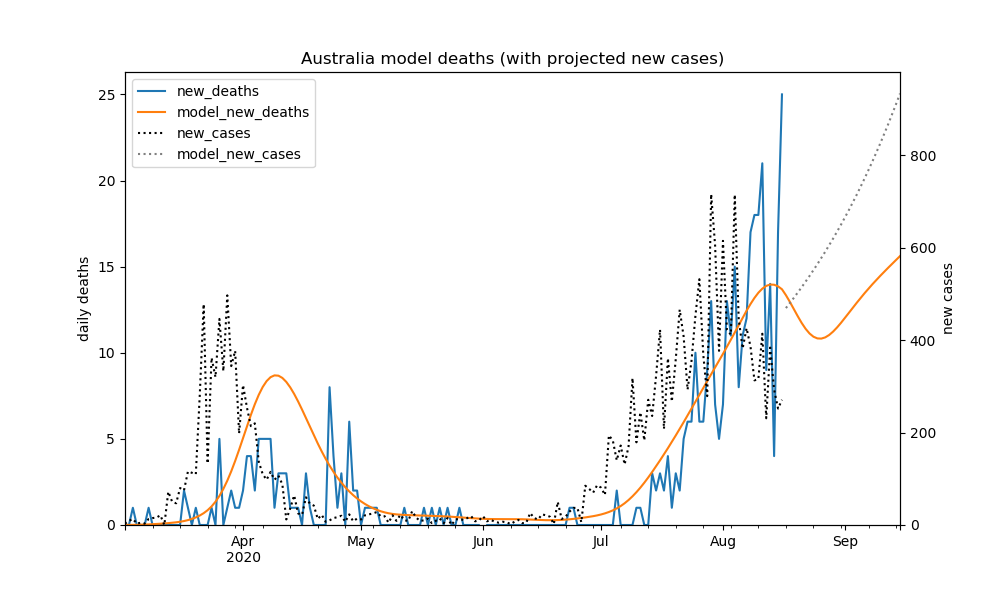 Australia model deaths (with projected new cases)
new_deaths
model_new_deaths
new_cases
model_new_cases
25
20
15
10
5
0
daily deaths
800
600
400
200
0
new cases
Apr
2020
May
Jun
Jul
Aug
Sep